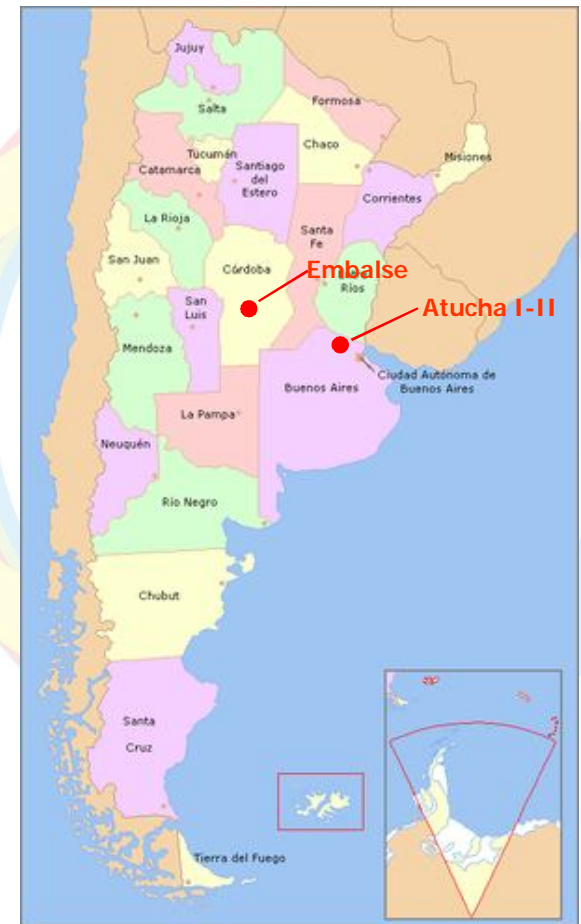 Jujuy
Salta
Formosa
Chaco
Tucumán
Catamarca
Santiago
del
Estero
Misiones
Corrientes
La Rioja
Santa
Fe
San Juan
Córdoba
Embalse
Ríos
San
Luis
Atucha I-II
Mendoza
Ciudad Autónoma de
Buenos Aires
Buenos Aires
La Pampa
Neuquén
Río Negro
Chubut
Santa
Cruz
Tierra del Fuego